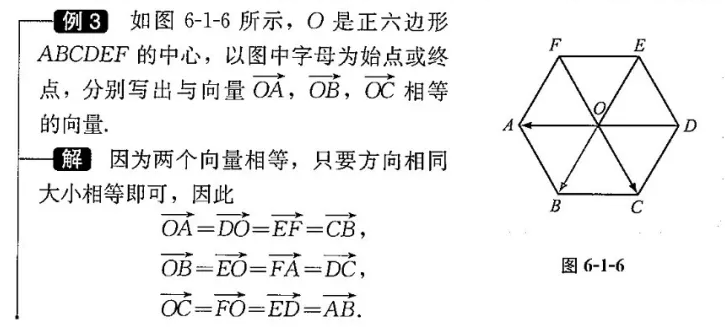 例 3 如图 6-1-6 所示，O 是正六边形
ABCDEF 的中心，以图中字母为始点或终
点，分别写出与向量 $\overrightarrow{OA}$，$\overrightarrow{OB}$，$\overrightarrow{OC}$ 相等
的向量.
解 因为两个向量相等，只要方向相同
大小相等即可，因此
$\overrightarrow{OA}=\overrightarrow{DO}=\overrightarrow{EF}=\overrightarrow{CB}$，
$\overrightarrow{OB}=\overrightarrow{EO}=\overrightarrow{FA}=\overrightarrow{DC}$，
$\overrightarrow{OC}=\overrightarrow{FO}=\overrightarrow{ED}=\overrightarrow{AB}$.
F E
A O D
B C
图 6-1-6